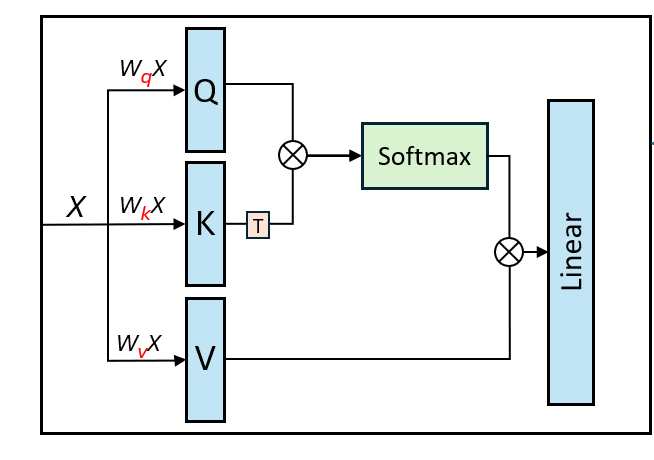 X
WqX
Q
WkX
K
T
WvX
V
Softmax
Linear